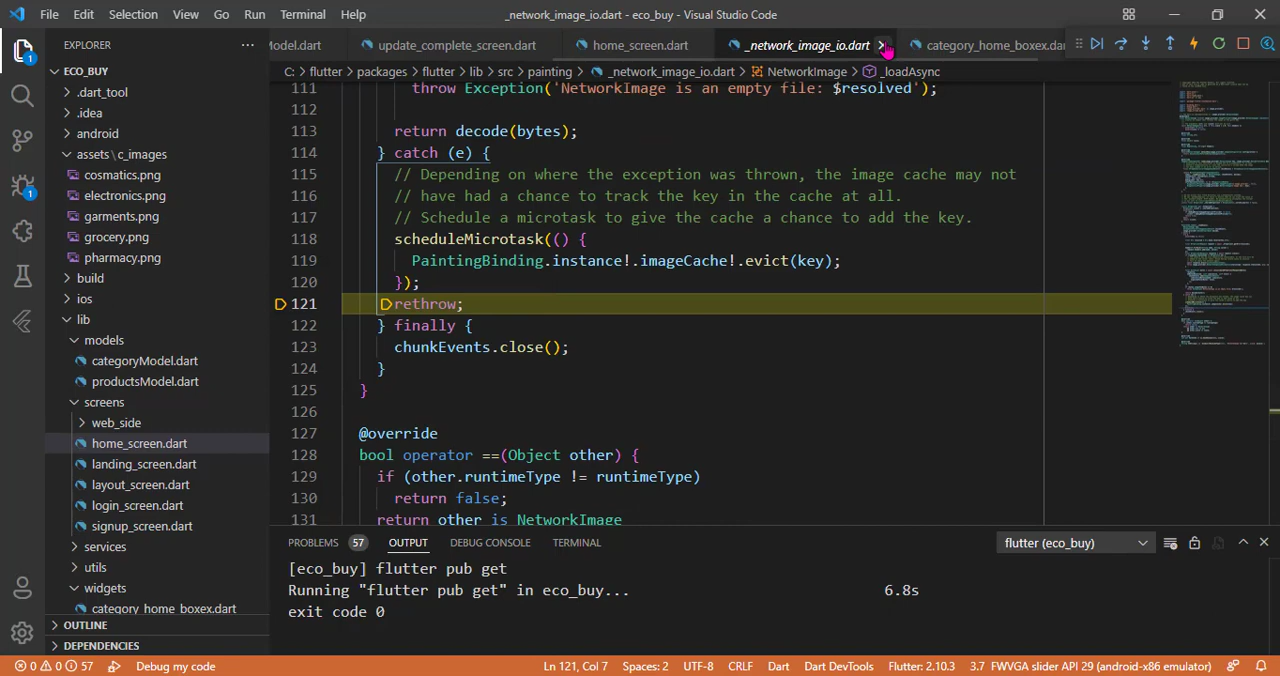 File Edit Selection View Go Run Terminal Help
_network_image_io.dart - eco_buy - Visual Studio Code
EXPLORER
Model.dart update_complete_screen.dart home_screen.dart _network_image_io.dart category_home_boxex.da
C: > flutter > packages > flutter > lib > src > painting > _network_image_io.dart > NetworkImage > _loadAsync
ECO_BUY
.dart_tool
.idea
android
assets\c_images
cosmatics.png
electronics.png
garments.png
grocery.png
pharmacy.png
build
ios
lib
models
categoryModel.dart
productsModel.dart
screens
web_side
home_screen.dart
landing_screen.dart
layout_screen.dart
login_screen.dart
signup_screen.dart
services
utils
widgets
category_home_boxex.dart
OUTLINE
DEPENDENCIES
111 throw Exception('NetworkImage is an empty file: $resolved');
112
113 return decode(bytes);
114 } catch (e) {
115 // Depending on where the exception was thrown, the image cache may not
116 // have had a chance to track the key in the cache at all.
117 // Schedule a microtask to give the cache a chance to add the key.
118 scheduleMicrotask(() {
119 PaintingBinding.instance!.imageCache!.evict(key);
120 });
121 rethrow;
122 } finally {
123 chunkEvents.close();
124 }
125 }
126
127 @override
128 bool operator ==(Object other) {
129 if (other.runtimeType != runtimeType)
130 return false;
131 return other is NetworkImage
PROBLEMS 57 OUTPUT DEBUG CONSOLE TERMINAL
flutter (eco_buy)
[eco_buy] flutter pub get
Running "flutter pub get" in eco_buy... 6.8s
exit code 0
0 0 57 Debug my code Ln 121, Col 7 Spaces: 2 UTF-8 CRLF Dart Dart DevTools Flutter: 2.10.3 3.7 FWVGA slider API 29 (android-x86 emulator)